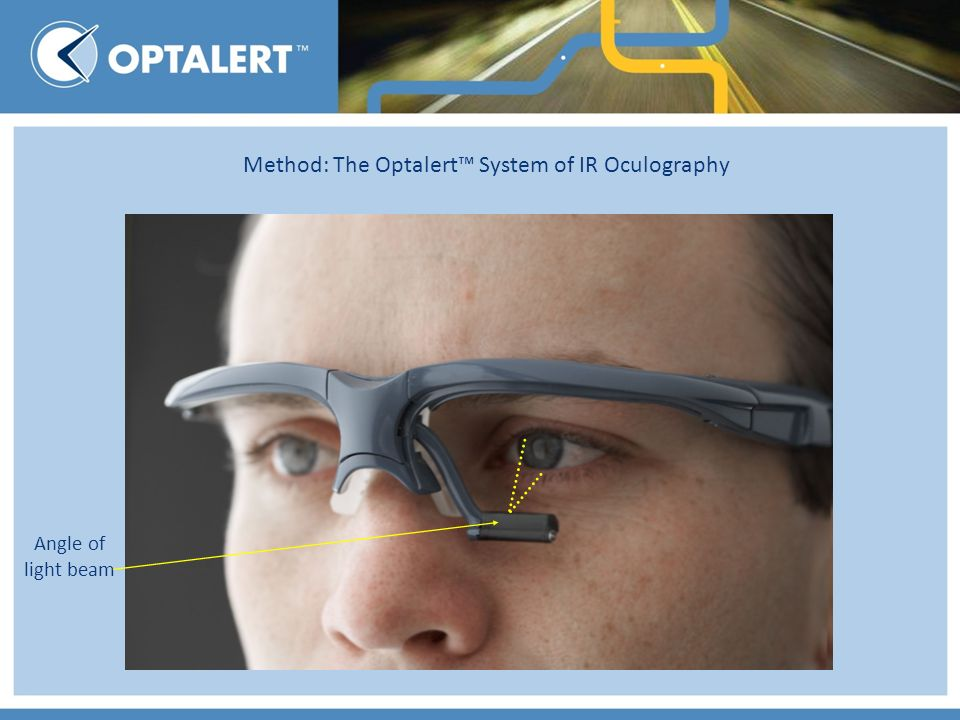 OPTALERT™
Method: The Optalert™ System of IR Oculography
Angle of
light beam